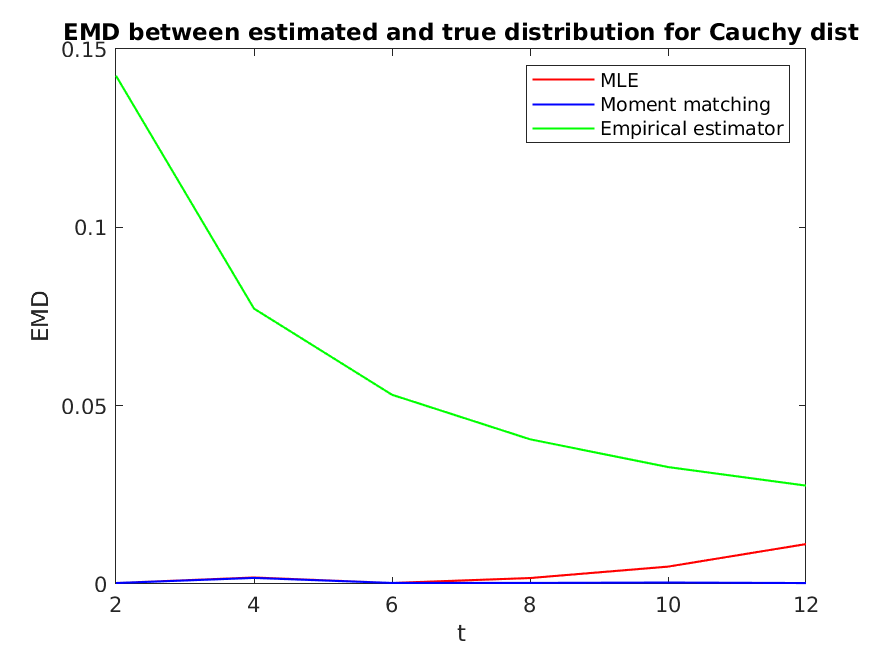 EMD between estimated and true distribution for Cauchy dist
0.15
MLE
Moment matching
Empirical estimator
0.1
EMD
0.05
0
2 4 6 8 10 12
t